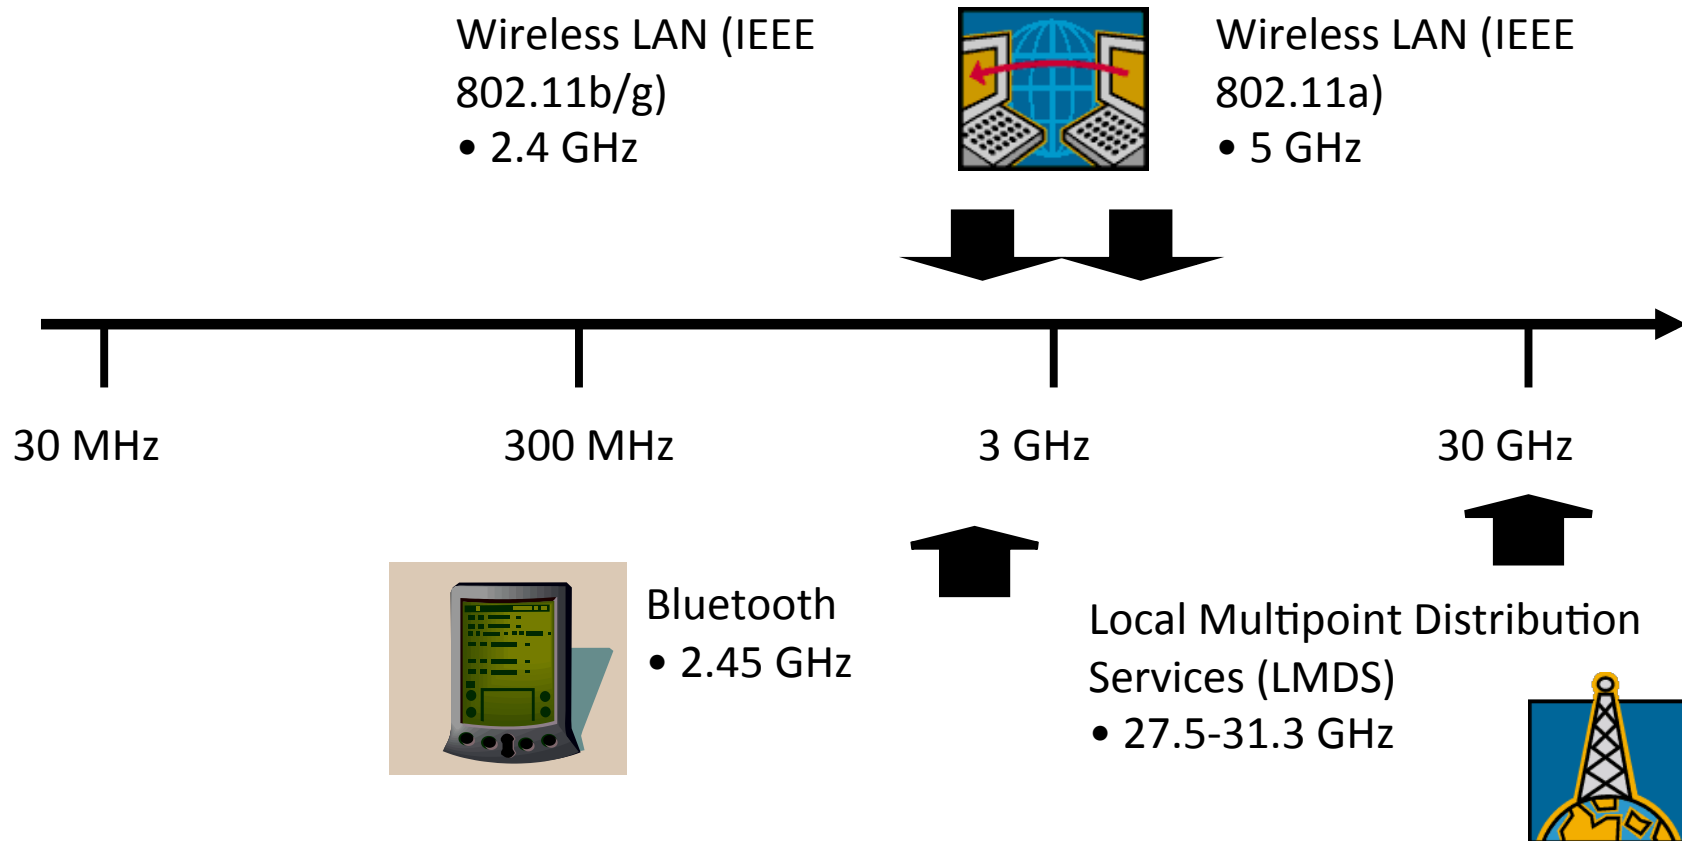 Wireless LAN (IEEE
802.11b/g)
• 2.4 GHz
Wireless LAN (IEEE
802.11a)
• 5 GHz
30 MHz
300 MHz
3 GHz
30 GHz
Bluetooth
• 2.45 GHz
Local Multipoint Distribution
Services (LMDS)
• 27.5-31.3 GHz